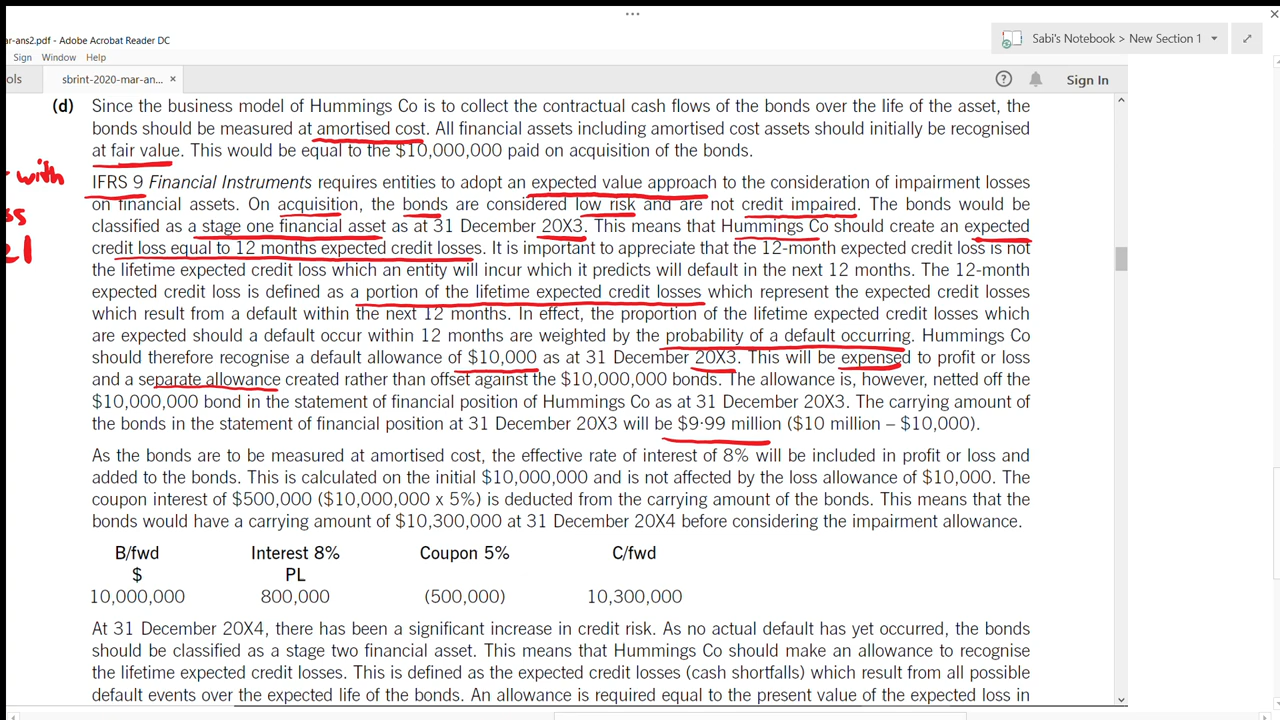 ar-ans2.pdf - Adobe Acrobat Reader DC
Sabi's Notebook > New Section 1
Sign Window Help
ols sbrint-2020-mar-an... × Sign In
(d) Since the business model of Hummings Co is to collect the contractual cash flows of the bonds over the life of the asset, the
bonds should be measured at amortised cost. All financial assets including amortised cost assets should initially be recognised
at fair value. This would be equal to the $10,000,000 paid on acquisition of the bonds.
with
IFRS 9 Financial Instruments requires entities to adopt an expected value approach to the consideration of impairment losses
on financial assets. On acquisition, the bonds are considered low risk and are not credit impaired. The bonds would be
ss
classified as a stage one financial asset as at 31 December 20X3. This means that Hummings Co should create an expected
credit loss equal to 12 months expected credit losses. It is important to appreciate that the 12-month expected credit loss is not
the lifetime expected credit loss which an entity will incur which it predicts will default in the next 12 months. The 12-month
expected credit loss is defined as a portion of the lifetime expected credit losses which represent the expected credit losses
which result from a default within the next 12 months. In effect, the proportion of the lifetime expected credit losses which
are expected should a default occur within 12 months are weighted by the probability of a default occurring. Hummings Co
should therefore recognise a default allowance of $10,000 as at 31 December 20X3. This will be expensed to profit or loss
and a separate allowance created rather than offset against the $10,000,000 bonds. The allowance is, however, netted off the
$10,000,000 bond in the statement of financial position of Hummings Co as at 31 December 20X3. The carrying amount of
the bonds in the statement of financial position at 31 December 20X3 will be $9·99 million ($10 million – $10,000).
As the bonds are to be measured at amortised cost, the effective rate of interest of 8% will be included in profit or loss and
added to the bonds. This is calculated on the initial $10,000,000 and is not affected by the loss allowance of $10,000. The
coupon interest of $500,000 ($10,000,000 x 5%) is deducted from the carrying amount of the bonds. This means that the
bonds would have a carrying amount of $10,300,000 at 31 December 20X4 before considering the impairment allowance.
B/fwd Interest 8% Coupon 5% C/fwd
$ PL
10,000,000 800,000 (500,000) 10,300,000
At 31 December 20X4, there has been a significant increase in credit risk. As no actual default has yet occurred, the bonds
should be classified as a stage two financial asset. This means that Hummings Co should make an allowance to recognise
the lifetime expected credit losses. This is defined as the expected credit losses (cash shortfalls) which result from all possible
default events over the expected life of the bonds. An allowance is required equal to the present value of the expected loss in